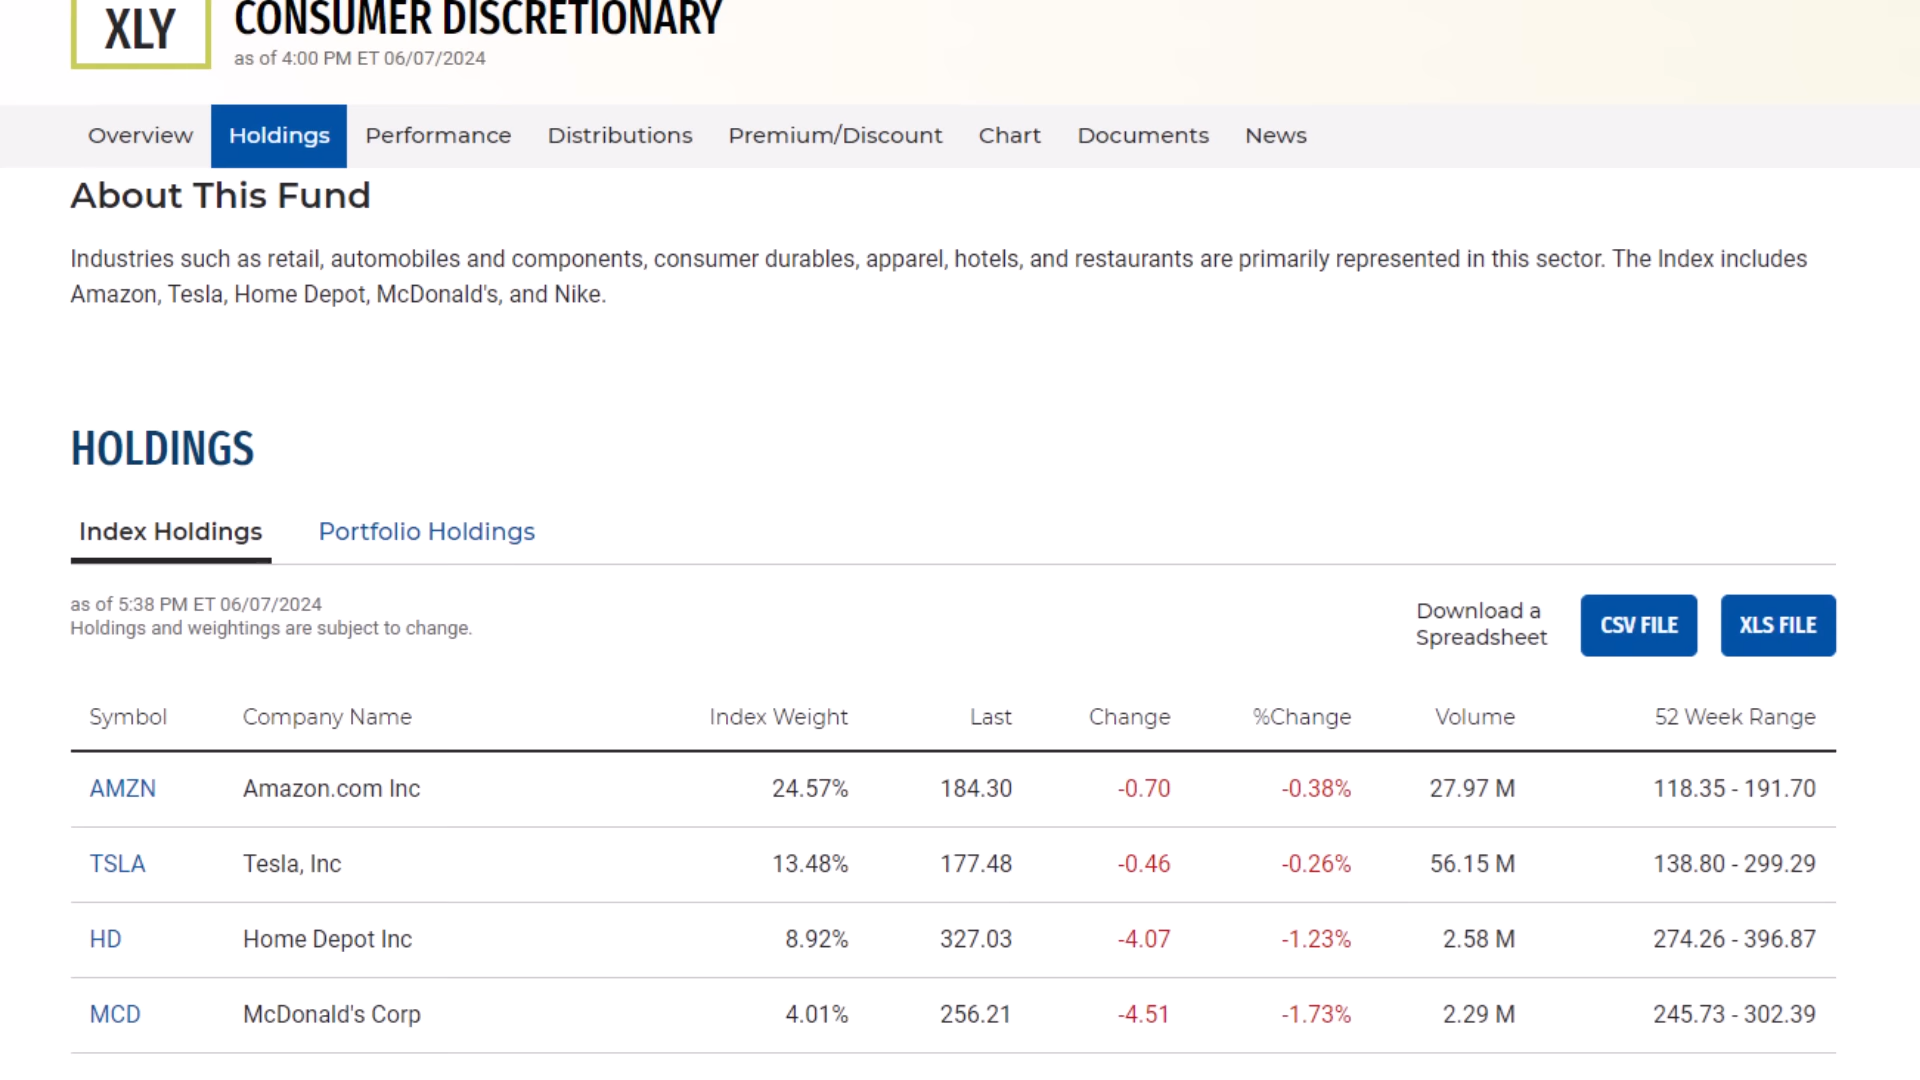 XLY
CONSUMER DISCRETIONARY
as of 4:00 PM ET 06/07/2024
Overview Holdings Performance Distributions Premium/Discount Chart Documents News
About This Fund
Industries such as retail, automobiles and components, consumer durables, apparel, hotels, and restaurants are primarily represented in this sector. The Index includes
Amazon, Tesla, Home Depot, McDonald's, and Nike.
HOLDINGS
Index Holdings Portfolio Holdings
as of 5:38 PM ET 06/07/2024
Holdings and weightings are subject to change.
Download a
Spreadsheet
CSV FILE XLS FILE
Symbol Company Name Index Weight Last Change %Change Volume 52 Week Range
AMZN Amazon.com Inc 24.57% 184.30 -0.70 -0.38% 27.97 M 118.35 - 191.70
TSLA Tesla, Inc 13.48% 177.48 -0.46 -0.26% 56.15 M 138.80 - 299.29
HD Home Depot Inc 8.92% 327.03 -4.07 -1.23% 2.58 M 274.26 - 396.87
MCD McDonald's Corp 4.01% 256.21 -4.51 -1.73% 2.29 M 245.73 - 302.39